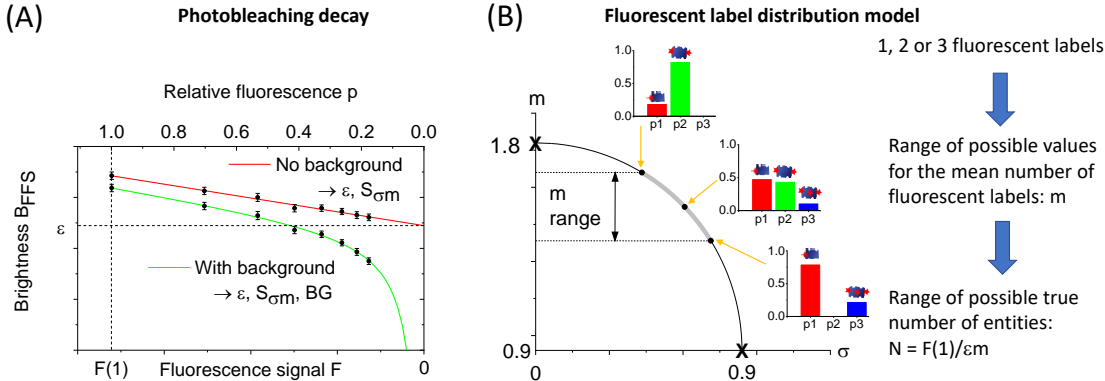 (A)
Photobleaching decay
Relative fluorescence p
1.0 0.8 0.6 0.4 0.2 0.0
No background
→ ε, Sσm
ε
Brightness BFFS
With background
→ ε, Sσm, BG
F(1)
Fluorescence signal F
0
(B)
Fluorescent label distribution model
m
1.8
0.9
0
0.9
σ
m
range
1.0
0.5
0.0
p1 p2 p3
1.0
0.5
0.0
p1 p2 p3
1.0
0.5
0.0
p1 p2 p3
1, 2 or 3 fluorescent labels
Range of possible values
for the mean number of
fluorescent labels: m
Range of possible true
number of entities:
N = F(1)/εm